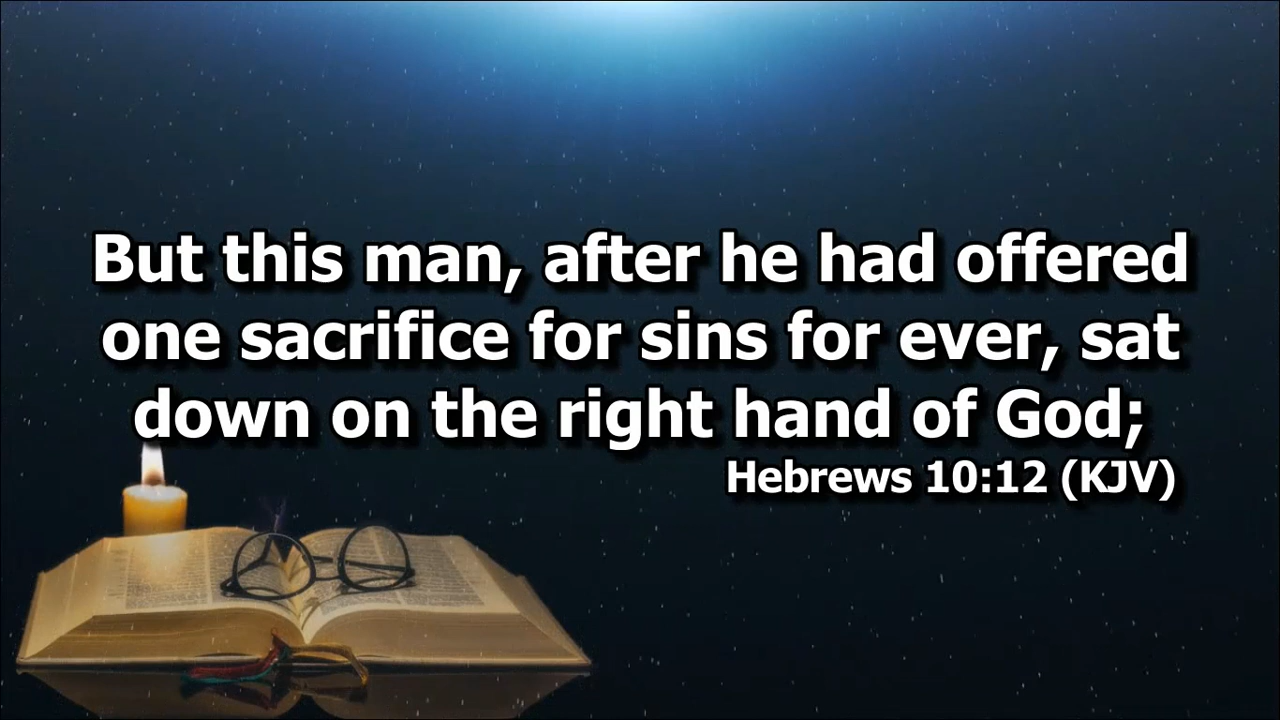 But this man, after he had offered
one sacrifice for sins for ever, sat
down on the right hand of God;
Hebrews 10:12 (KJV)